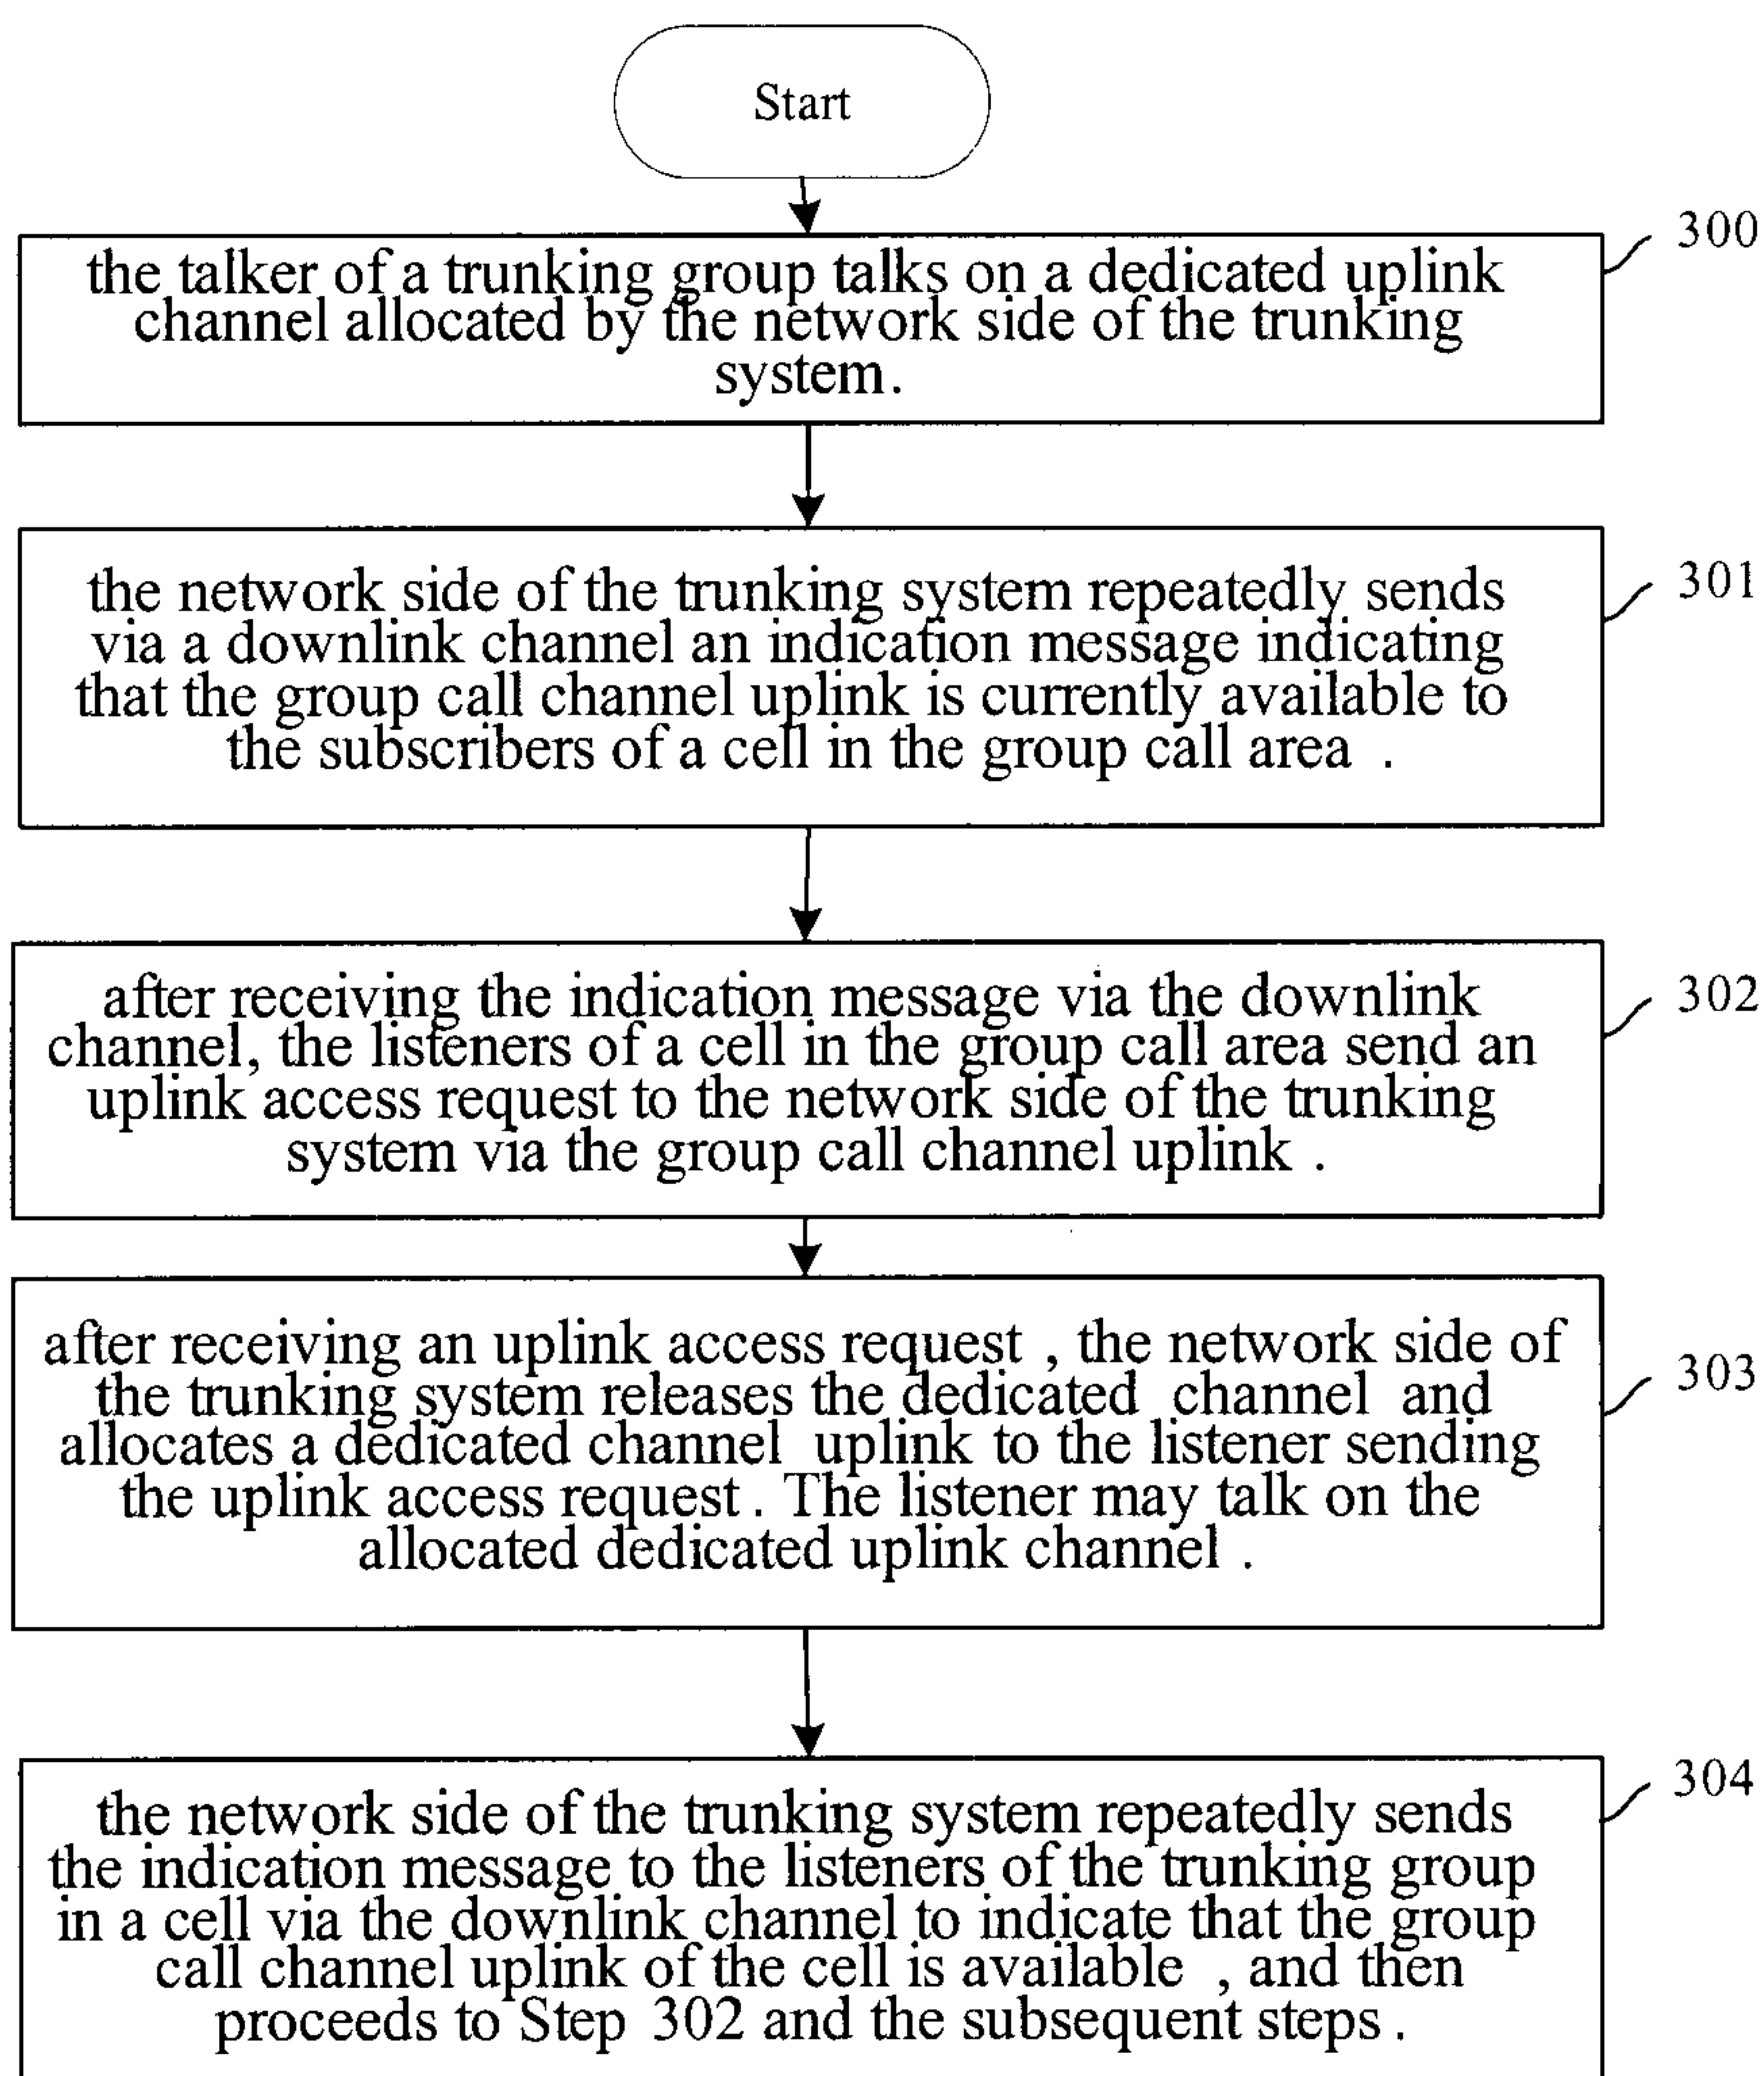 Start
300
the talker of a trunking group talks on a dedicated uplink
channel allocated by the network side of the trunking
system.
301
the network side of the trunking system repeatedly sends
via a downlink channel an indication message indicating
that the group call channel uplink is currently available to
the subscribers of a cell in the group call area .
302
after receiving the indication message via the downlink
channel, the listeners of a cell in the group call area send an
uplink access request to the network side of the trunking
system via the group call channel uplink .
303
after receiving an uplink access request , the network side of
the trunking system releases the dedicated channel and
allocates a dedicated channel uplink to the listener sending
the uplink access request . The listener may talk on the
allocated dedicated uplink channel .
304
the network side of the trunking system repeatedly sends
the indication message to the listeners of the trunking group
in a cell via the downlink channel to indicate that the group
call channel uplink of the cell is available , and then
proceeds to Step 302 and the subsequent steps .